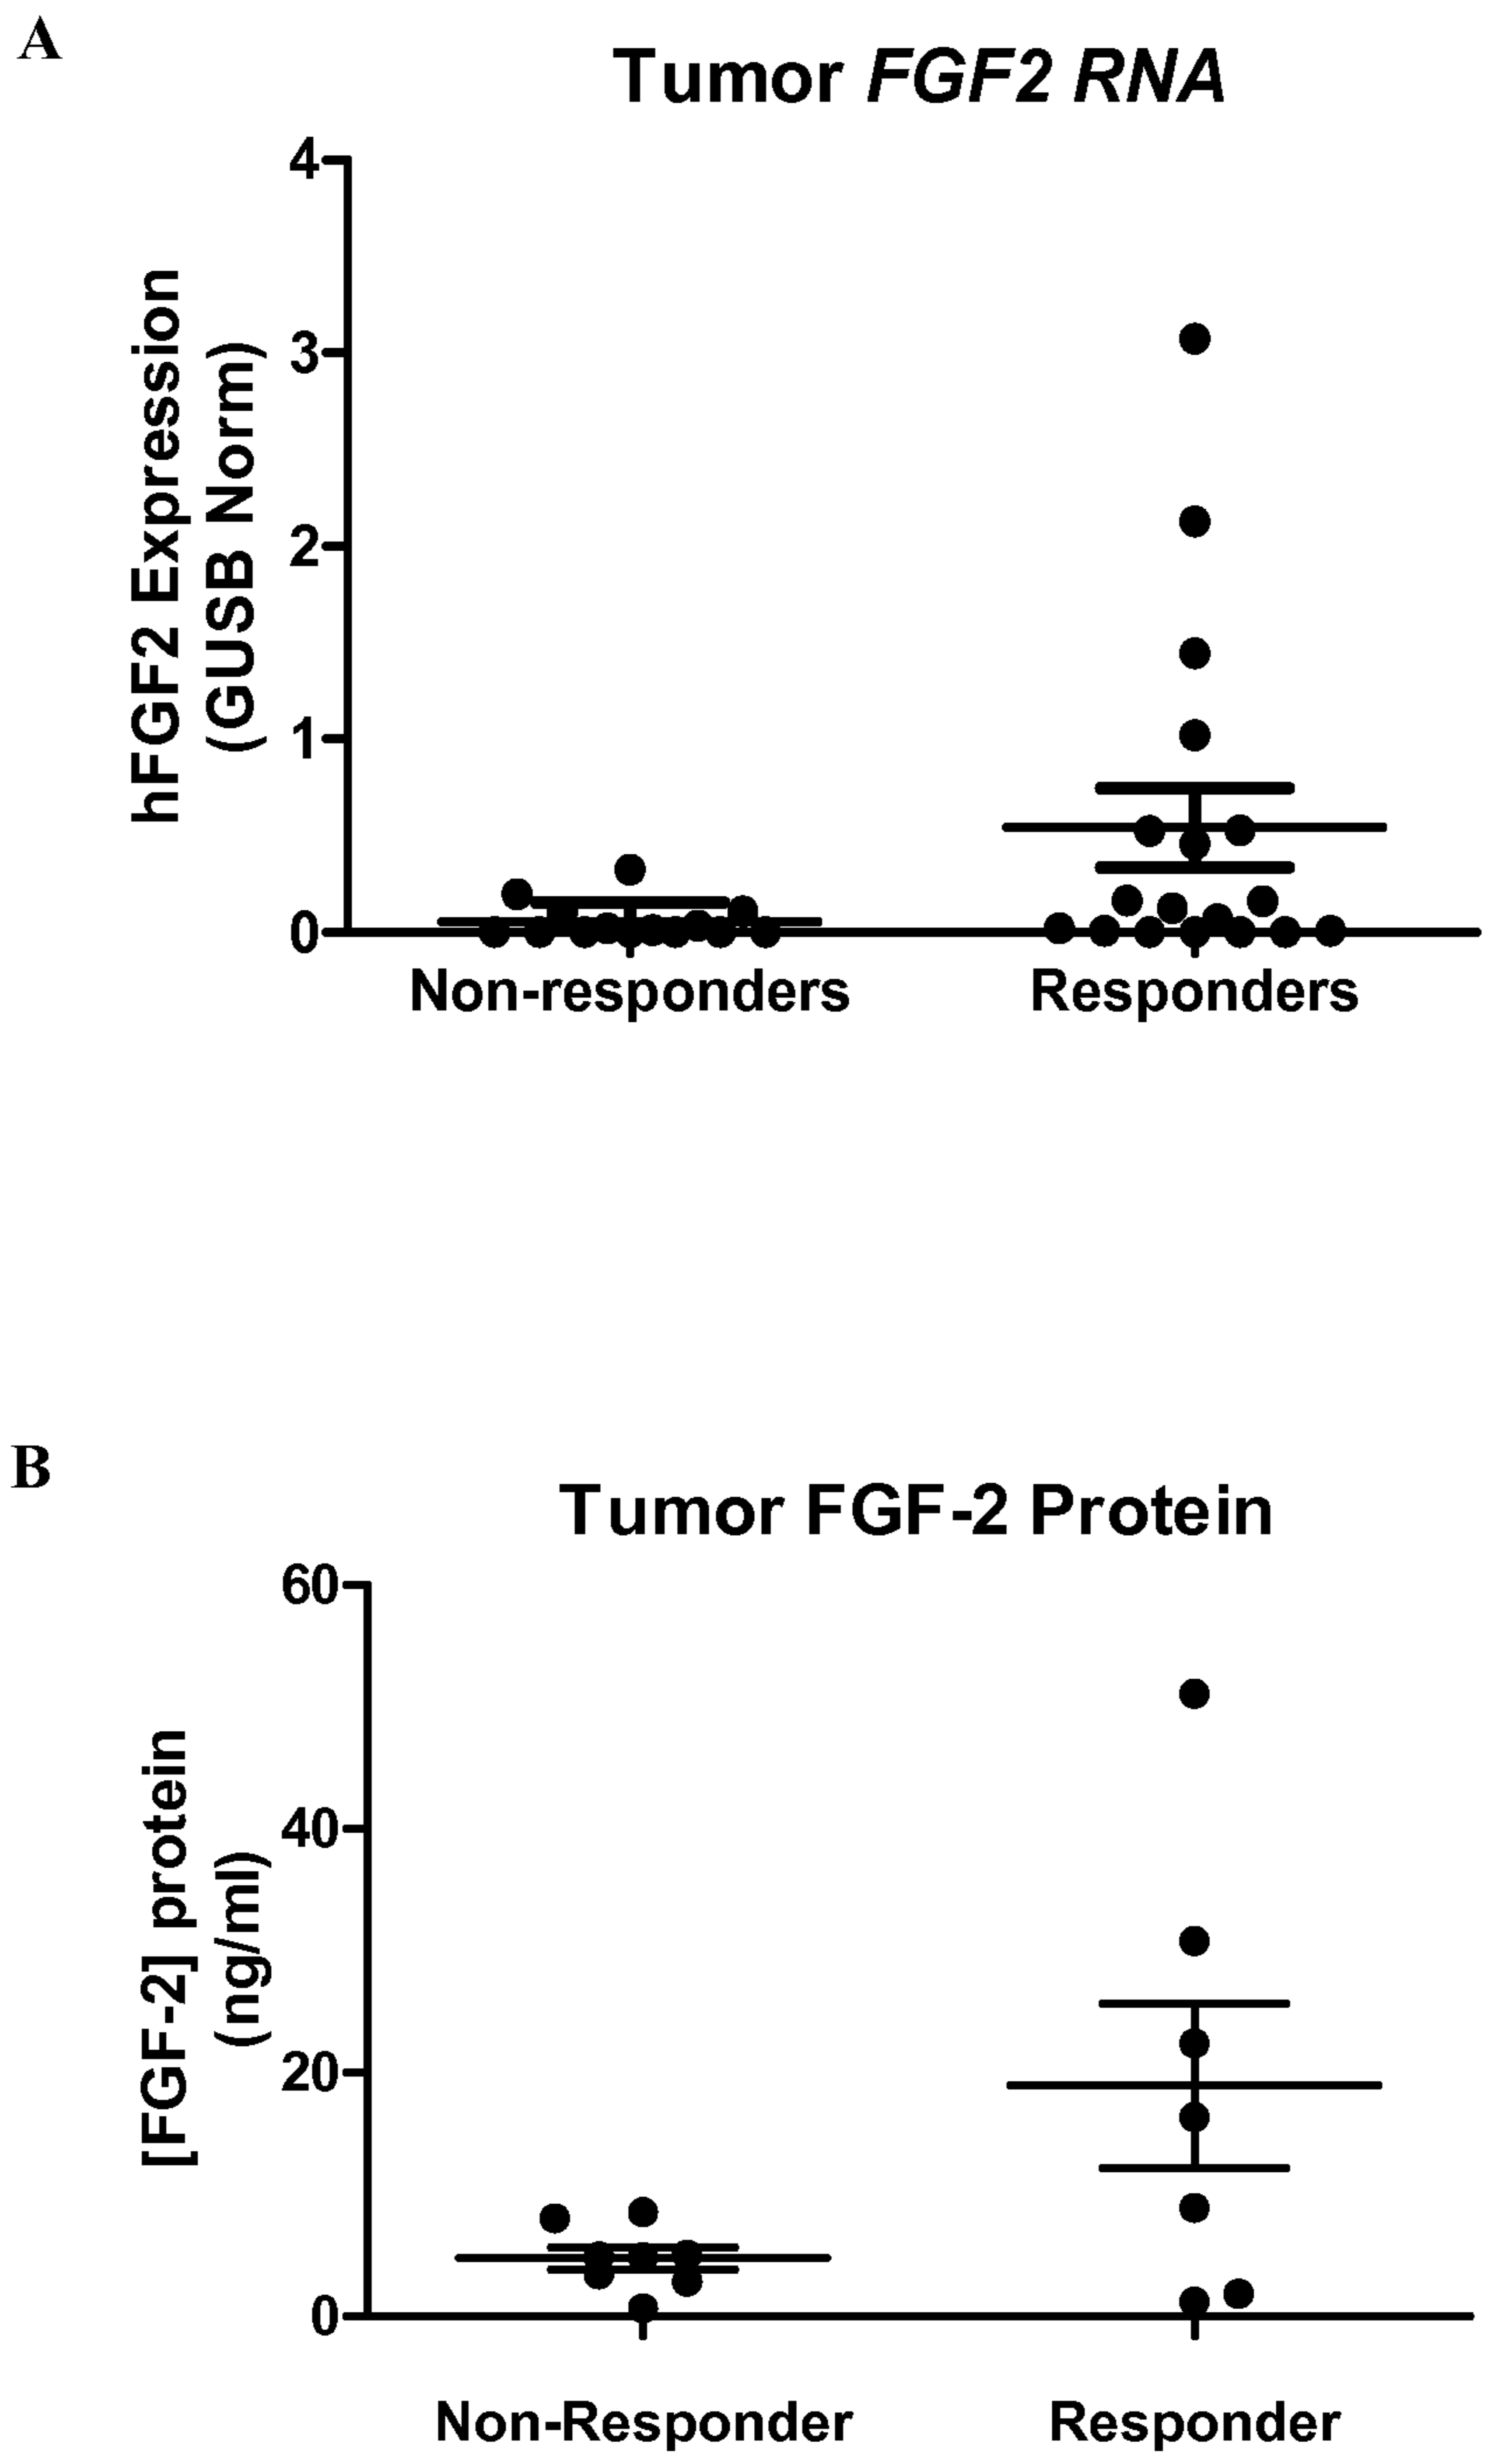 A
Tumor FGF2 RNA
hFGF2 Expression
(GUSB Norm)
4
3
2
1
0
Non-responders
Responders
B
Tumor FGF-2 Protein
[FGF-2] protein
(ng/ml)
60
40
20
0
Non-Responder
Responder